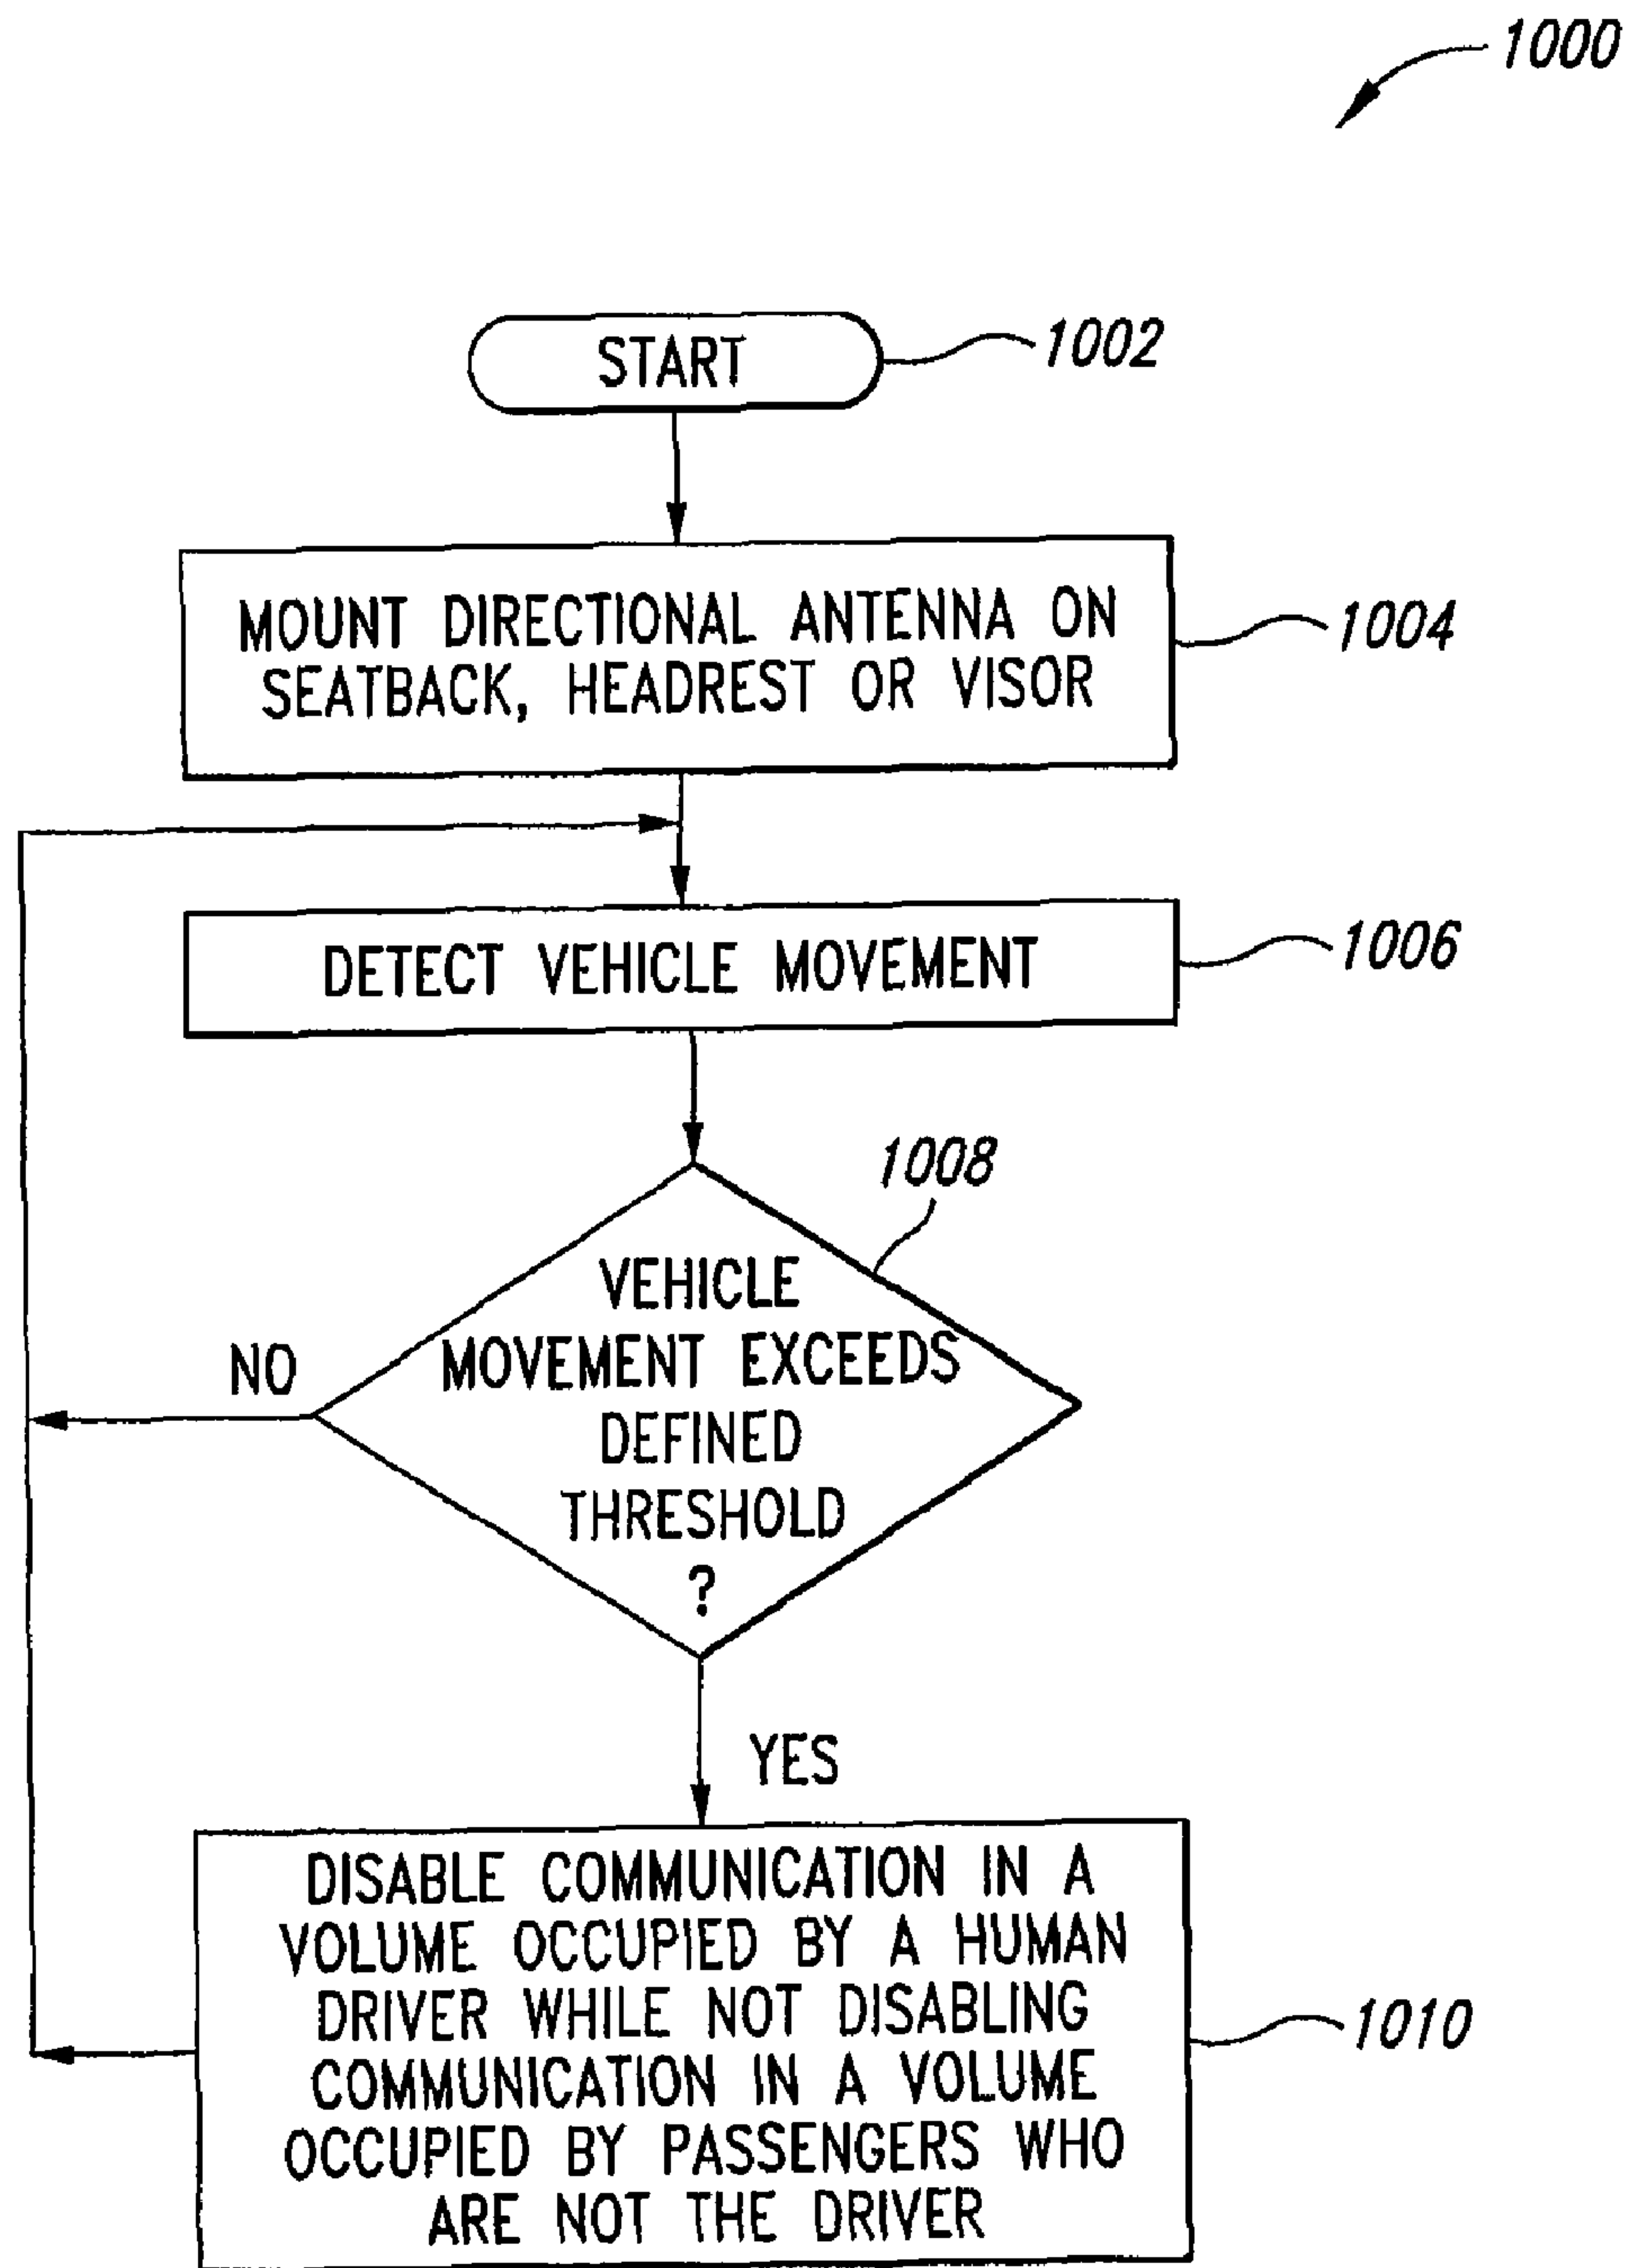 1000
START
1002
MOUNT DIRECTIONAL ANTENNA ON
SEATBACK, HEADREST OR VISOR
1004
DETECT VEHICLE MOVEMENT
1006
1008
VEHICLE
MOVEMENT EXCEEDS
DEFINED
THRESHOLD
?
NO
YES
DISABLE COMMUNICATION IN A
VOLUME OCCUPIED BY A HUMAN
DRIVER WHILE NOT DISABLING
COMMUNICATION IN A VOLUME
OCCUPIED BY PASSENGERS WHO
ARE NOT THE DRIVER
1010